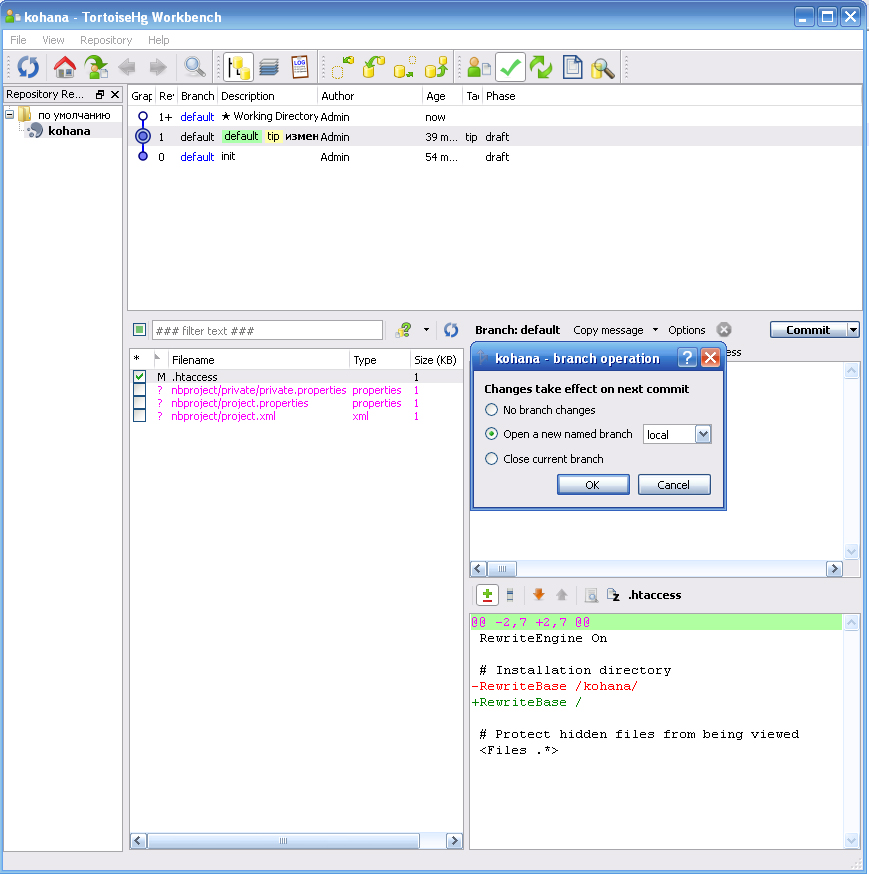 kohana - TortoiseHg Workbench
File View Repository Help
LOG
Repository Re...
по умолчанию
kohana
Grap Re Branch Description Author Age Ta Phase
1+ default ★ Working Directory Admin now
1 default default tip измен Admin 39 m... tip draft
0 default init Admin 54 m... draft
### filter text ###
Branch: default Copy message Options Commit
* Filename Type Size (KB)
M .htaccess 1
? nbproject/private/private.properties properties 1
? nbproject/project.properties properties 1
? nbproject/project.xml xml 1
ess
kohana - branch operation
Changes take effect on next commit
No branch changes
Open a new named branch local
Close current branch
OK Cancel
.htaccess
@@ -2,7 +2,7 @@
RewriteEngine On
# Installation directory
-RewriteBase /kohana/
+RewriteBase /
# Protect hidden files from being viewed
<Files .*>